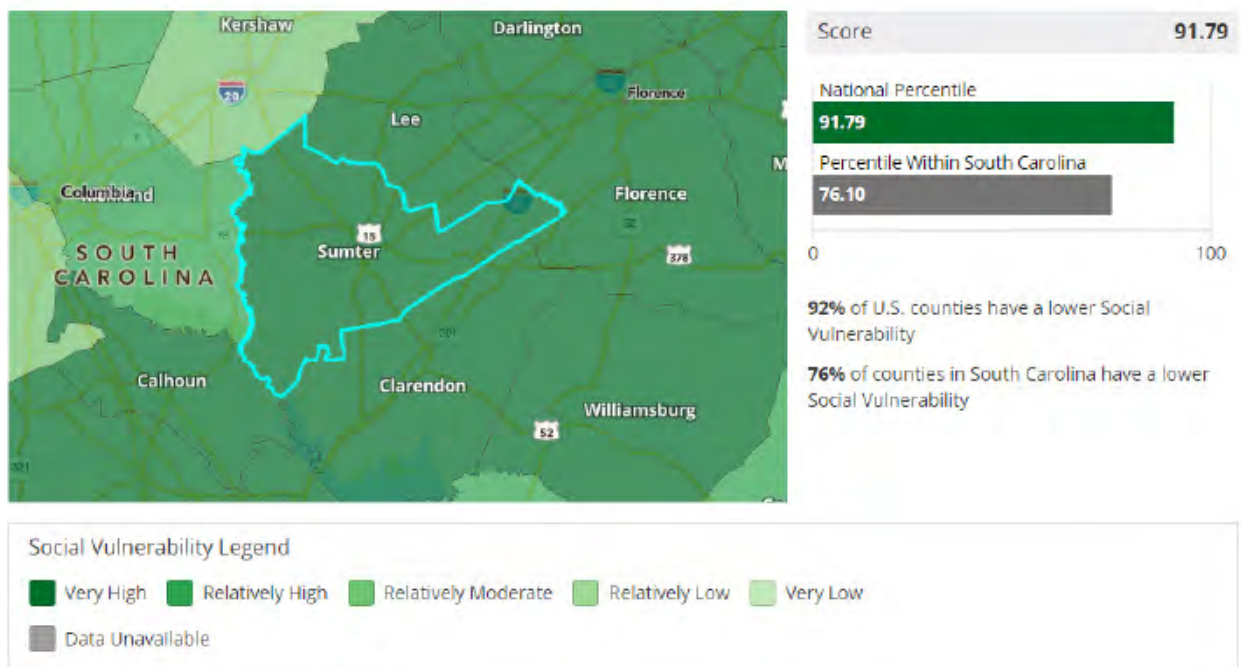 Kershaw
Darlington
20
Florence
Lee
M
Columbia
Florence
15
SOUTH
CAROLINA
Sumter
378
Calhoun
Clarendon
Williamsburg
52
321
Score 91.79
National Percentile
91.79
Percentile Within South Carolina
76.10
0 100
92% of U.S. counties have a lower Social
Vulnerability
76% of counties in South Carolina have a lower
Social Vulnerability
Social Vulnerability Legend
Very High Relatively High Relatively Moderate Relatively Low Very Low
Data Unavailable